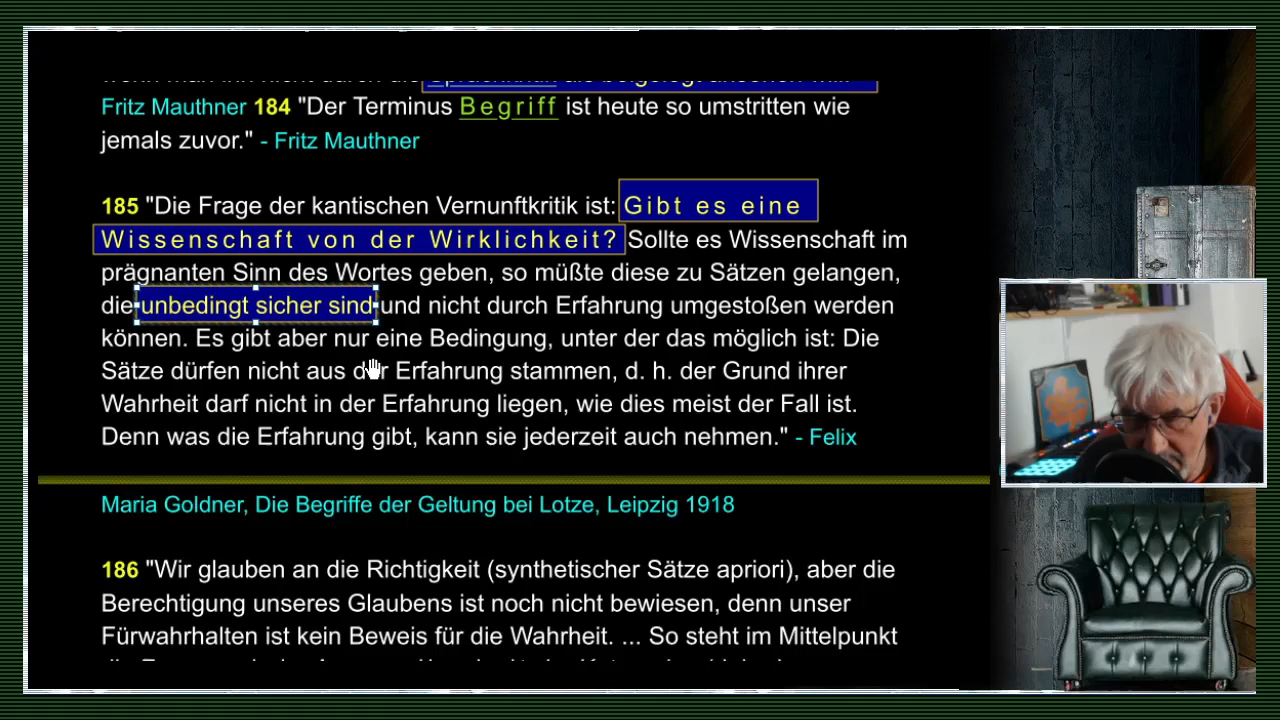 Fritz Mauthner 184 "Der Terminus Begriff ist heute so umstritten wie
jemals zuvor." - Fritz Mauthner
185 "Die Frage der kantischen Vernunftkritik ist: Gibt es eine
Wissenschaft von der Wirklichkeit? Sollte es Wissenschaft im
prägnanten Sinn des Wortes geben, so müßte diese zu Sätzen gelangen,
die unbedingt sicher sind und nicht durch Erfahrung umgestoßen werden
können. Es gibt aber nur eine Bedingung, unter der das möglich ist: Die
Sätze dürfen nicht aus der Erfahrung stammen, d. h. der Grund ihrer
Wahrheit darf nicht in der Erfahrung liegen, wie dies meist der Fall ist.
Denn was die Erfahrung gibt, kann sie jederzeit auch nehmen." - Felix
Maria Goldner, Die Begriffe der Geltung bei Lotze, Leipzig 1918
186 "Wir glauben an die Richtigkeit (synthetischer Sätze apriori), aber die
Berechtigung unseres Glaubens ist noch nicht bewiesen, denn unser
Fürwahrhalten ist kein Beweis für die Wahrheit. ... So steht im Mittelpunkt